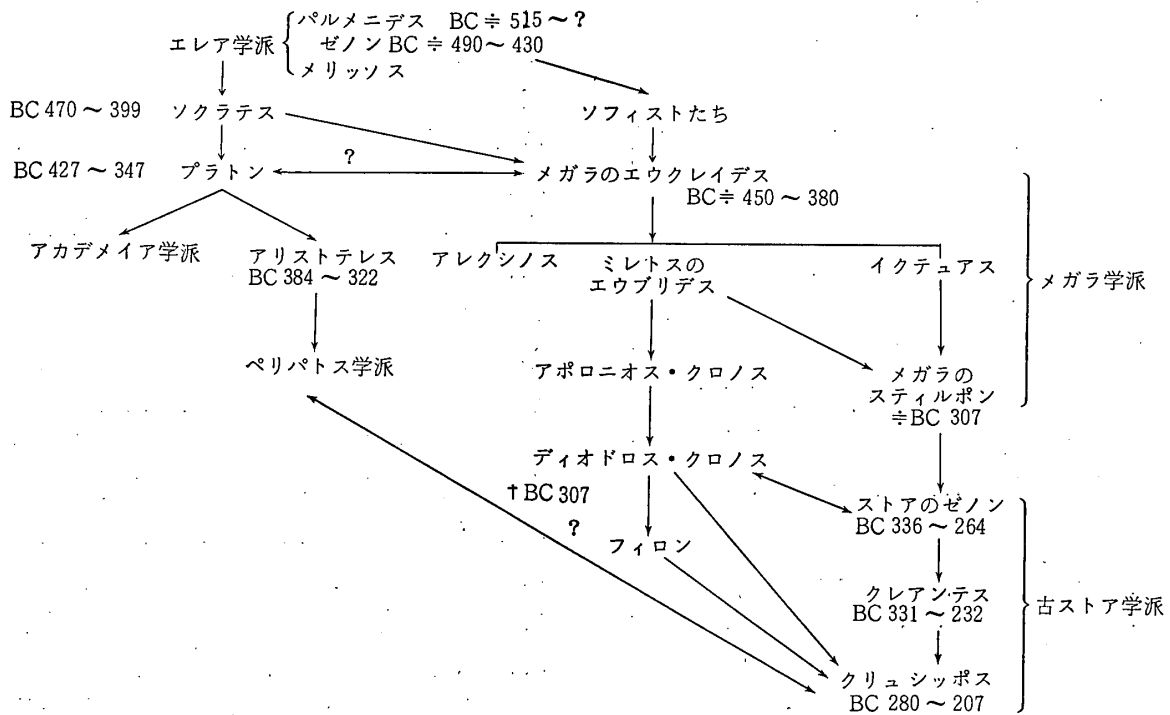 パルメニデス BC≒515～?
エレア学派
ゼノン BC≒490～430
メリッソス
BC 470～399 ソクラテス
ソフィストたち
?
BC 427～347 プラトン
メガラのエウクレイデス
BC≒450～380
アカデメイア学派
アリストテレス
BC 384～322
アレクシノス
ミレトスの
エウブリデス
イクテュアス
メガラ学派
ペリパトス学派
アポロニオス・クロノス
メガラの
スティルポン
≒BC 307
ディオドロス・クロノス
†BC 307
?
ストアのゼノン
BC 336～264
フィロン
クレアンテス
BC 331～232
古ストア学派
クリュシッポス
BC 280～207